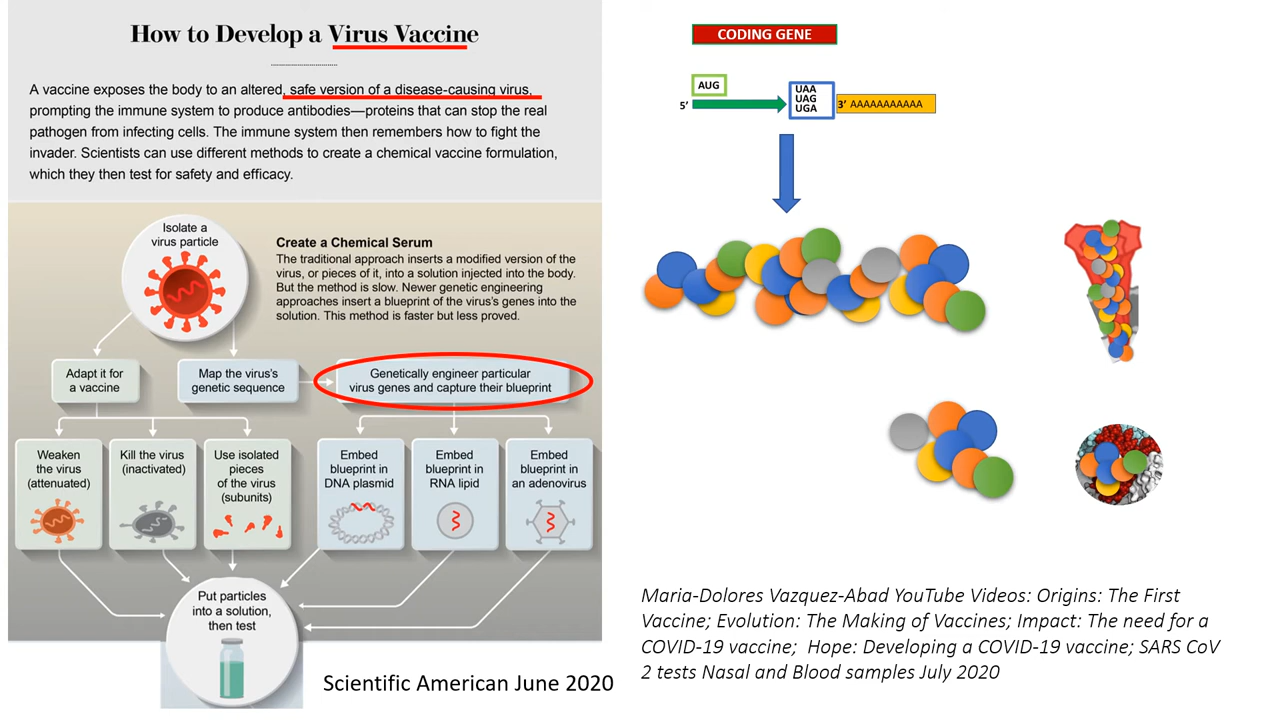 How to Develop a Virus Vaccine
A vaccine exposes the body to an altered, safe version of a disease-causing virus,
prompting the immune system to produce antibodies—proteins that can stop the real
pathogen from infecting cells. The immune system then remembers how to fight the
invader. Scientists can use different methods to create a chemical vaccine formulation,
which they then test for safety and efficacy.
Isolate a
virus particle
Create a Chemical Serum
The traditional approach inserts a modified version of the
virus, or pieces of it, into a solution injected into the body.
But the method is slow. Newer genetic engineering
approaches insert a blueprint of the virus's genes into the
solution. This method is faster but less proved.
Adapt it for
a vaccine
Map the virus's
genetic sequence
Genetically engineer particular
virus genes and capture their blueprint
Weaken
the virus
(attenuated)
Kill the virus
(inactivated)
Use isolated
pieces
of the virus
(subunits)
Embed
blueprint in
DNA plasmid
Embed
blueprint in
RNA lipid
Embed
blueprint in
an adenovirus
Put particles
into a solution,
then test
Scientific American June 2020
CODING GENE
AUG
5’
UAA
UAG
UGA
3’ AAAAAAAAAAA
Maria-Dolores Vazquez-Abad YouTube Videos: Origins: The First
Vaccine; Evolution: The Making of Vaccines; Impact: The need for a
COVID-19 vaccine;  Hope: Developing a COVID-19 vaccine; SARS CoV
2 tests Nasal and Blood samples July 2020